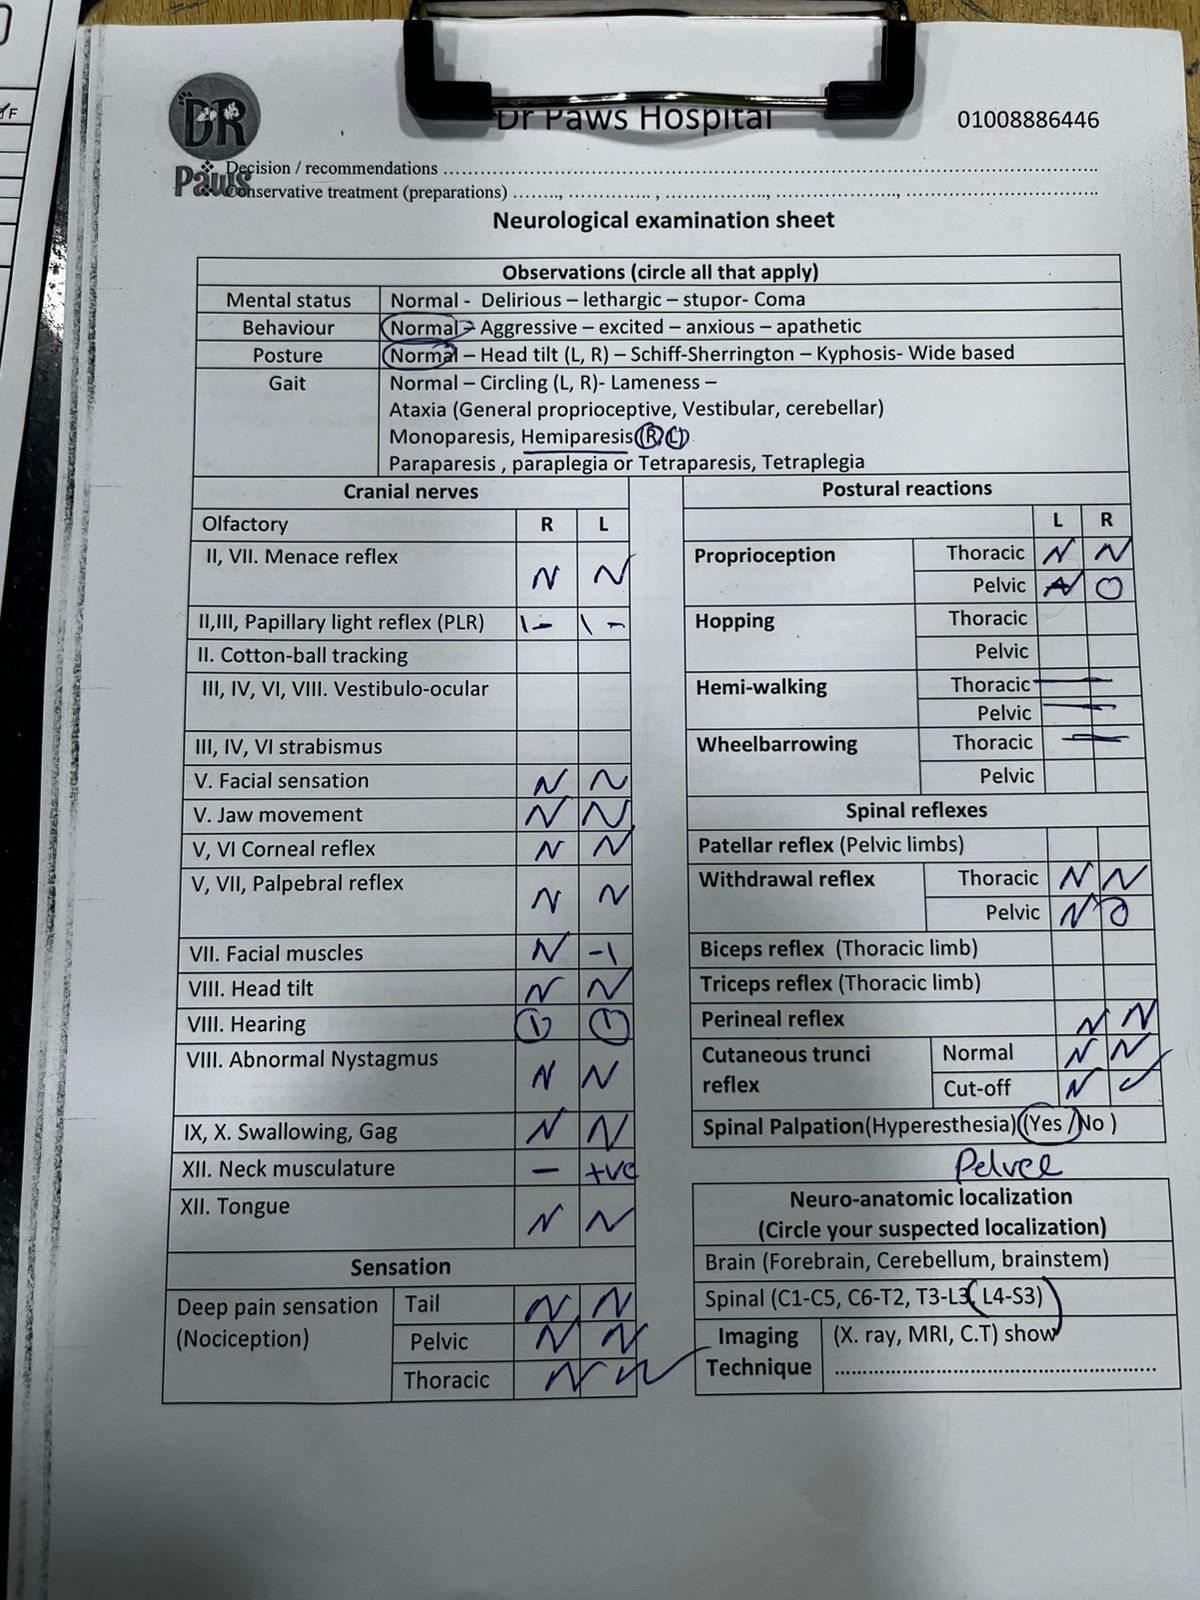 F
DR
Paws
Dr Paws Hospital
01008886446
❖ Decision / recommendations ........................................
❖ Conservative treatment (preparations) ........, ............. , ................., ....................., ........................
Neurological examination sheet
Observations (circle all that apply)
Mental status Normal - Delirious – lethargic – stupor- Coma
Behaviour Normal - Aggressive – excited – anxious – apathetic
Posture Normal – Head tilt (L, R) – Schiff-Sherrington – Kyphosis- Wide based
Gait Normal – Circling (L, R)- Lameness –
Ataxia (General proprioceptive, Vestibular, cerebellar)
Monoparesis, Hemiparesis (R, L)
Paraparesis , paraplegia or Tetraparesis, Tetraplegia
Cranial nerves
Olfactory R L
II, VII. Menace reflex N N
II,III, Papillary light reflex (PLR)
II. Cotton-ball tracking
III, IV, VI, VIII. Vestibulo-ocular
III, IV, VI strabismus
V. Facial sensation N N
V. Jaw movement N N
V, VI Corneal reflex N N
V, VII, Palpebral reflex N N
VII. Facial muscles N -1
VIII. Head tilt N N
VIII. Hearing 1 1
VIII. Abnormal Nystagmus N N
IX, X. Swallowing, Gag N N
XII. Neck musculature – +ve
XII. Tongue N N
Sensation
Deep pain sensation (Nociception)
Tail N N
Pelvic N N
Thoracic N
Postural reactions
L R
Proprioception Thoracic N N
Pelvic N O
Hopping Thoracic
Pelvic
Hemi-walking Thoracic —
Pelvic —
Wheelbarrowing Thoracic —
Pelvic
Spinal reflexes
Patellar reflex (Pelvic limbs)
Withdrawal reflex Thoracic N N
Pelvic N O
Biceps reflex (Thoracic limb)
Triceps reflex (Thoracic limb)
Perineal reflex N N
Cutaneous trunci reflex Normal N N
Cut-off N ✓
Spinal Palpation(Hyperesthesia) (Yes /No )
Neuro-anatomic localization
(Circle your suspected localization)
Brain (Forebrain, Cerebellum, brainstem)
Spinal (C1-C5, C6-T2, T3-L3, L4-S3)
Imaging Technique (X. ray, MRI, C.T) show
........................................................